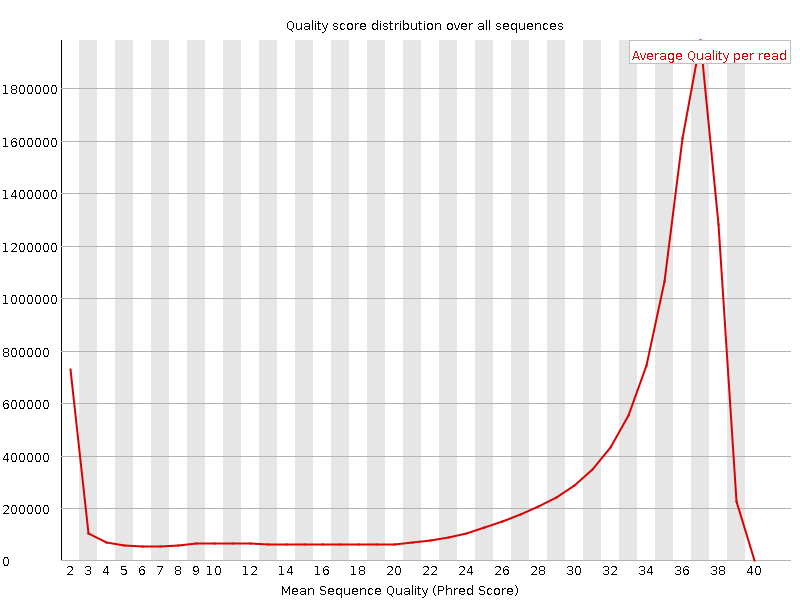 Quality score distribution over all sequences
Average Quality per read
1800000
1600000
1400000
1200000
1000000
800000
600000
400000
200000
0
2 3 4 5 6 7 8 9 10 12 14 16 18 20 22 24 26 28 30 32 34 36 38 40
Mean Sequence Quality (Phred Score)